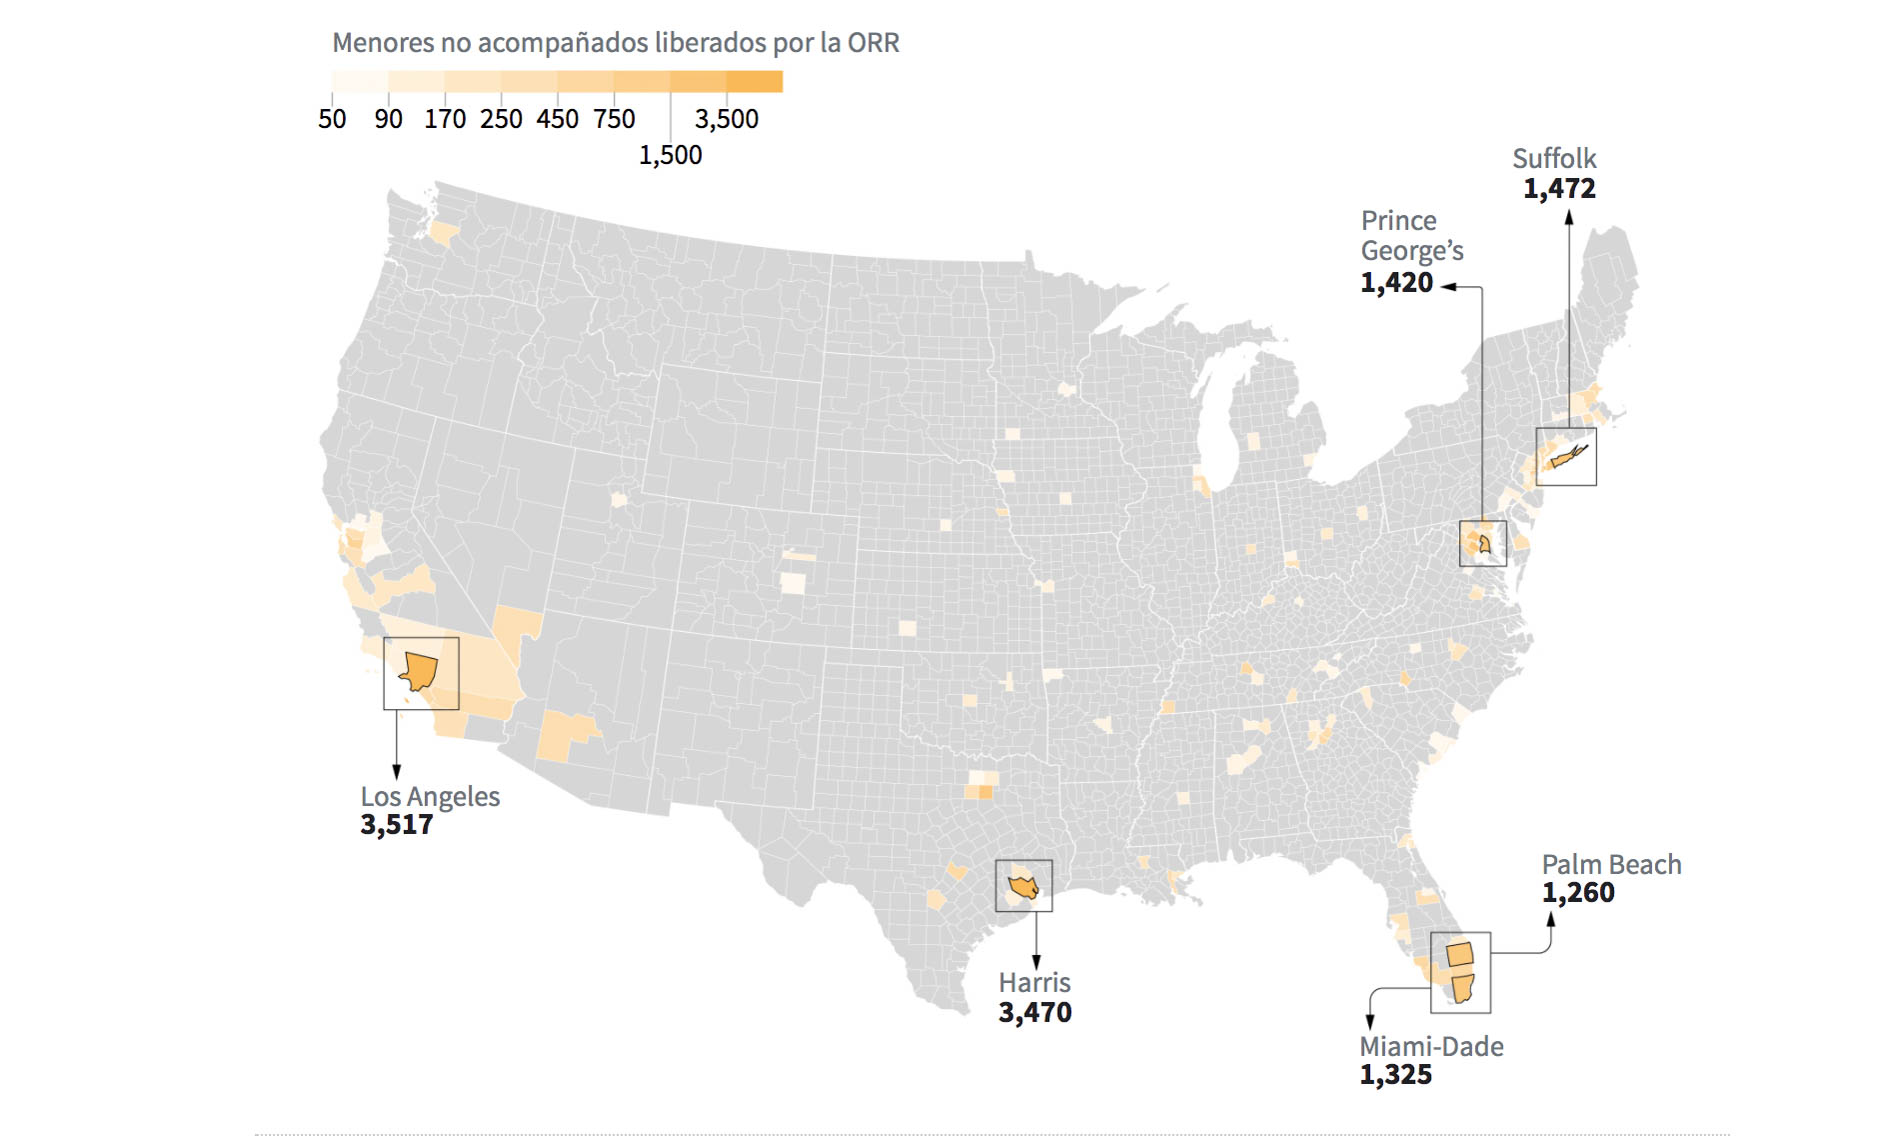 Menores no acompañados liberados por la ORR
50 90 170 250 450 750 3,500
1,500
Suffolk
1,472
Prince
George’s
1,420
Los Angeles
3,517
Harris
3,470
Palm Beach
1,260
Miami-Dade
1,325